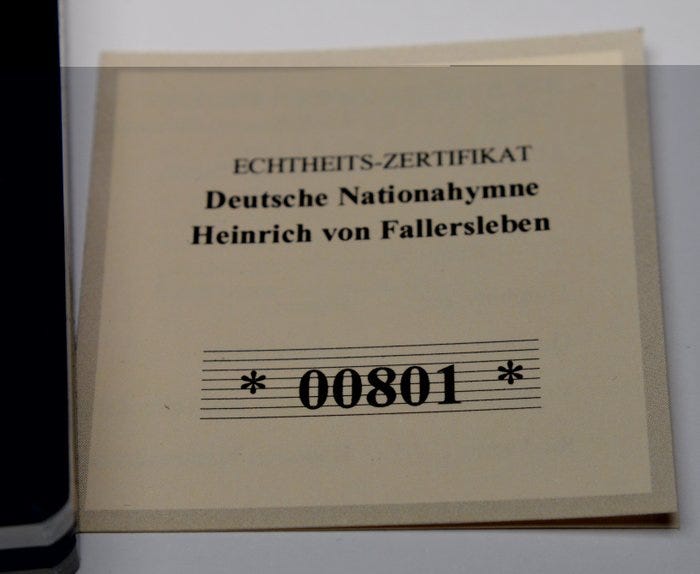 ECHTHEITS-ZERTIFIKAT
Deutsche Nationahymne
Heinrich von Fallersleben
* 00801 *